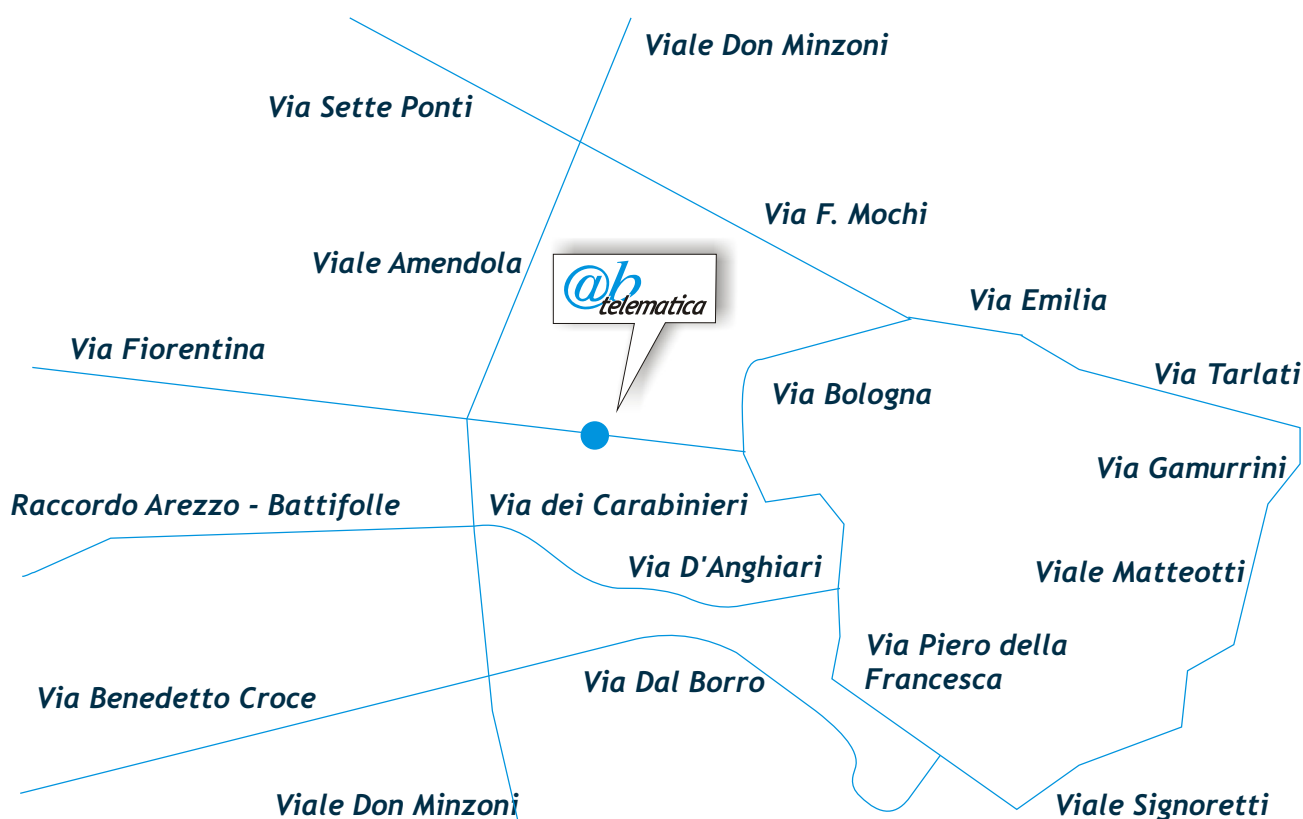 Viale Don Minzoni
Via Sette Ponti
Via F. Mochi
Viale Amendola
@b
telematica
Via Emilia
Via Fiorentina
Via Tarlati
Via Bologna
Via Gamurrini
Raccordo Arezzo - Battifolle
Via dei Carabinieri
Via D'Anghiari
Viale Matteotti
Via Piero della
Francesca
Via Dal Borro
Via Benedetto Croce
Viale Don Minzoni
Viale Signoretti